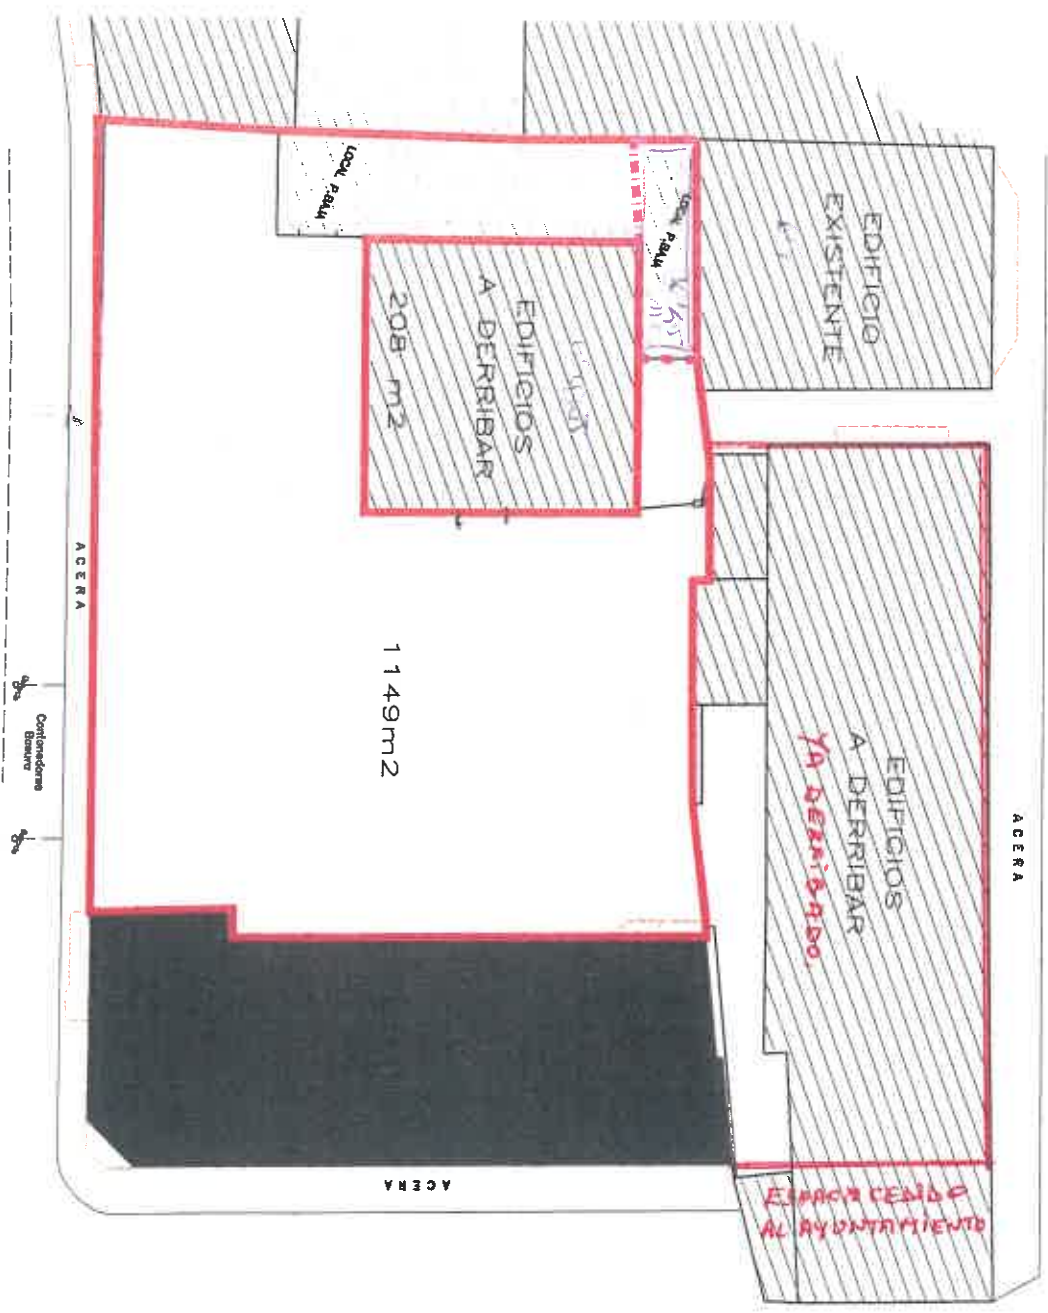 LOCAL P.BAJA
LOCAL P.BAJA
EDIFICIO
EXISTENTE
EDIFICIOS
A DERRIBAR
208 m2
ACERA
1149m2
Contenedores
Basura
EDIFICIOS
A DERRIBAR
YA DERRIBADO.
ACERA
ACERA
ESPACIO CEDIDO
AL AYUNTAMIENTO